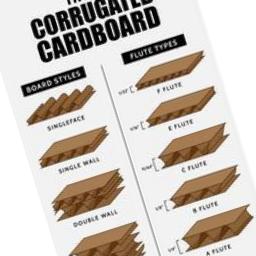 CORRUGATED
CARDBOARD
BOARD STYLES
SINGLEFACE
SINGLE WALL
DOUBLE WALL
FLUTE TYPES
F FLUTE
E FLUTE
C FLUTE
B FLUTE
A FLUTE